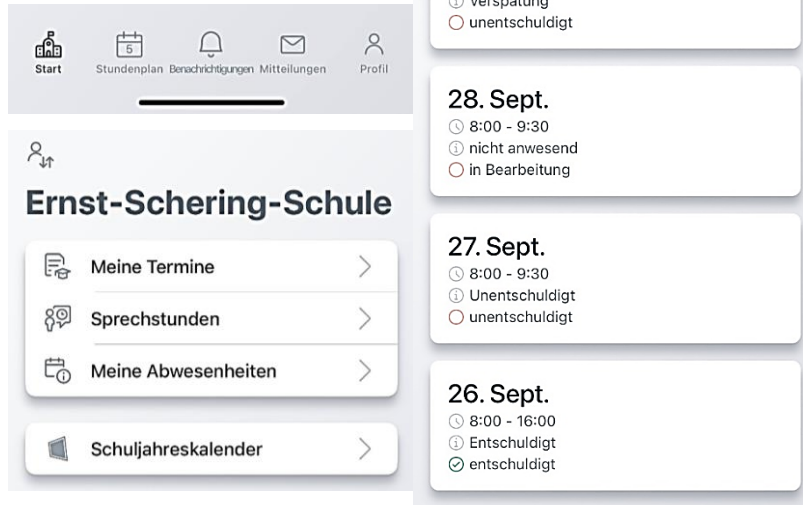 5
Start
Stundenplan
Benachrichtigungen
Mitteilungen
Profil
Ernst-Schering-Schule
Meine Termine
Sprechstunden
Meine Abwesenheiten
Schuljahreskalender
Verspätung
unentschuldigt
28. Sept.
8:00 - 9:30
nicht anwesend
in Bearbeitung
27. Sept.
8:00 - 9:30
Unentschuldigt
unentschuldigt
26. Sept.
8:00 - 16:00
Entschuldigt
entschuldigt